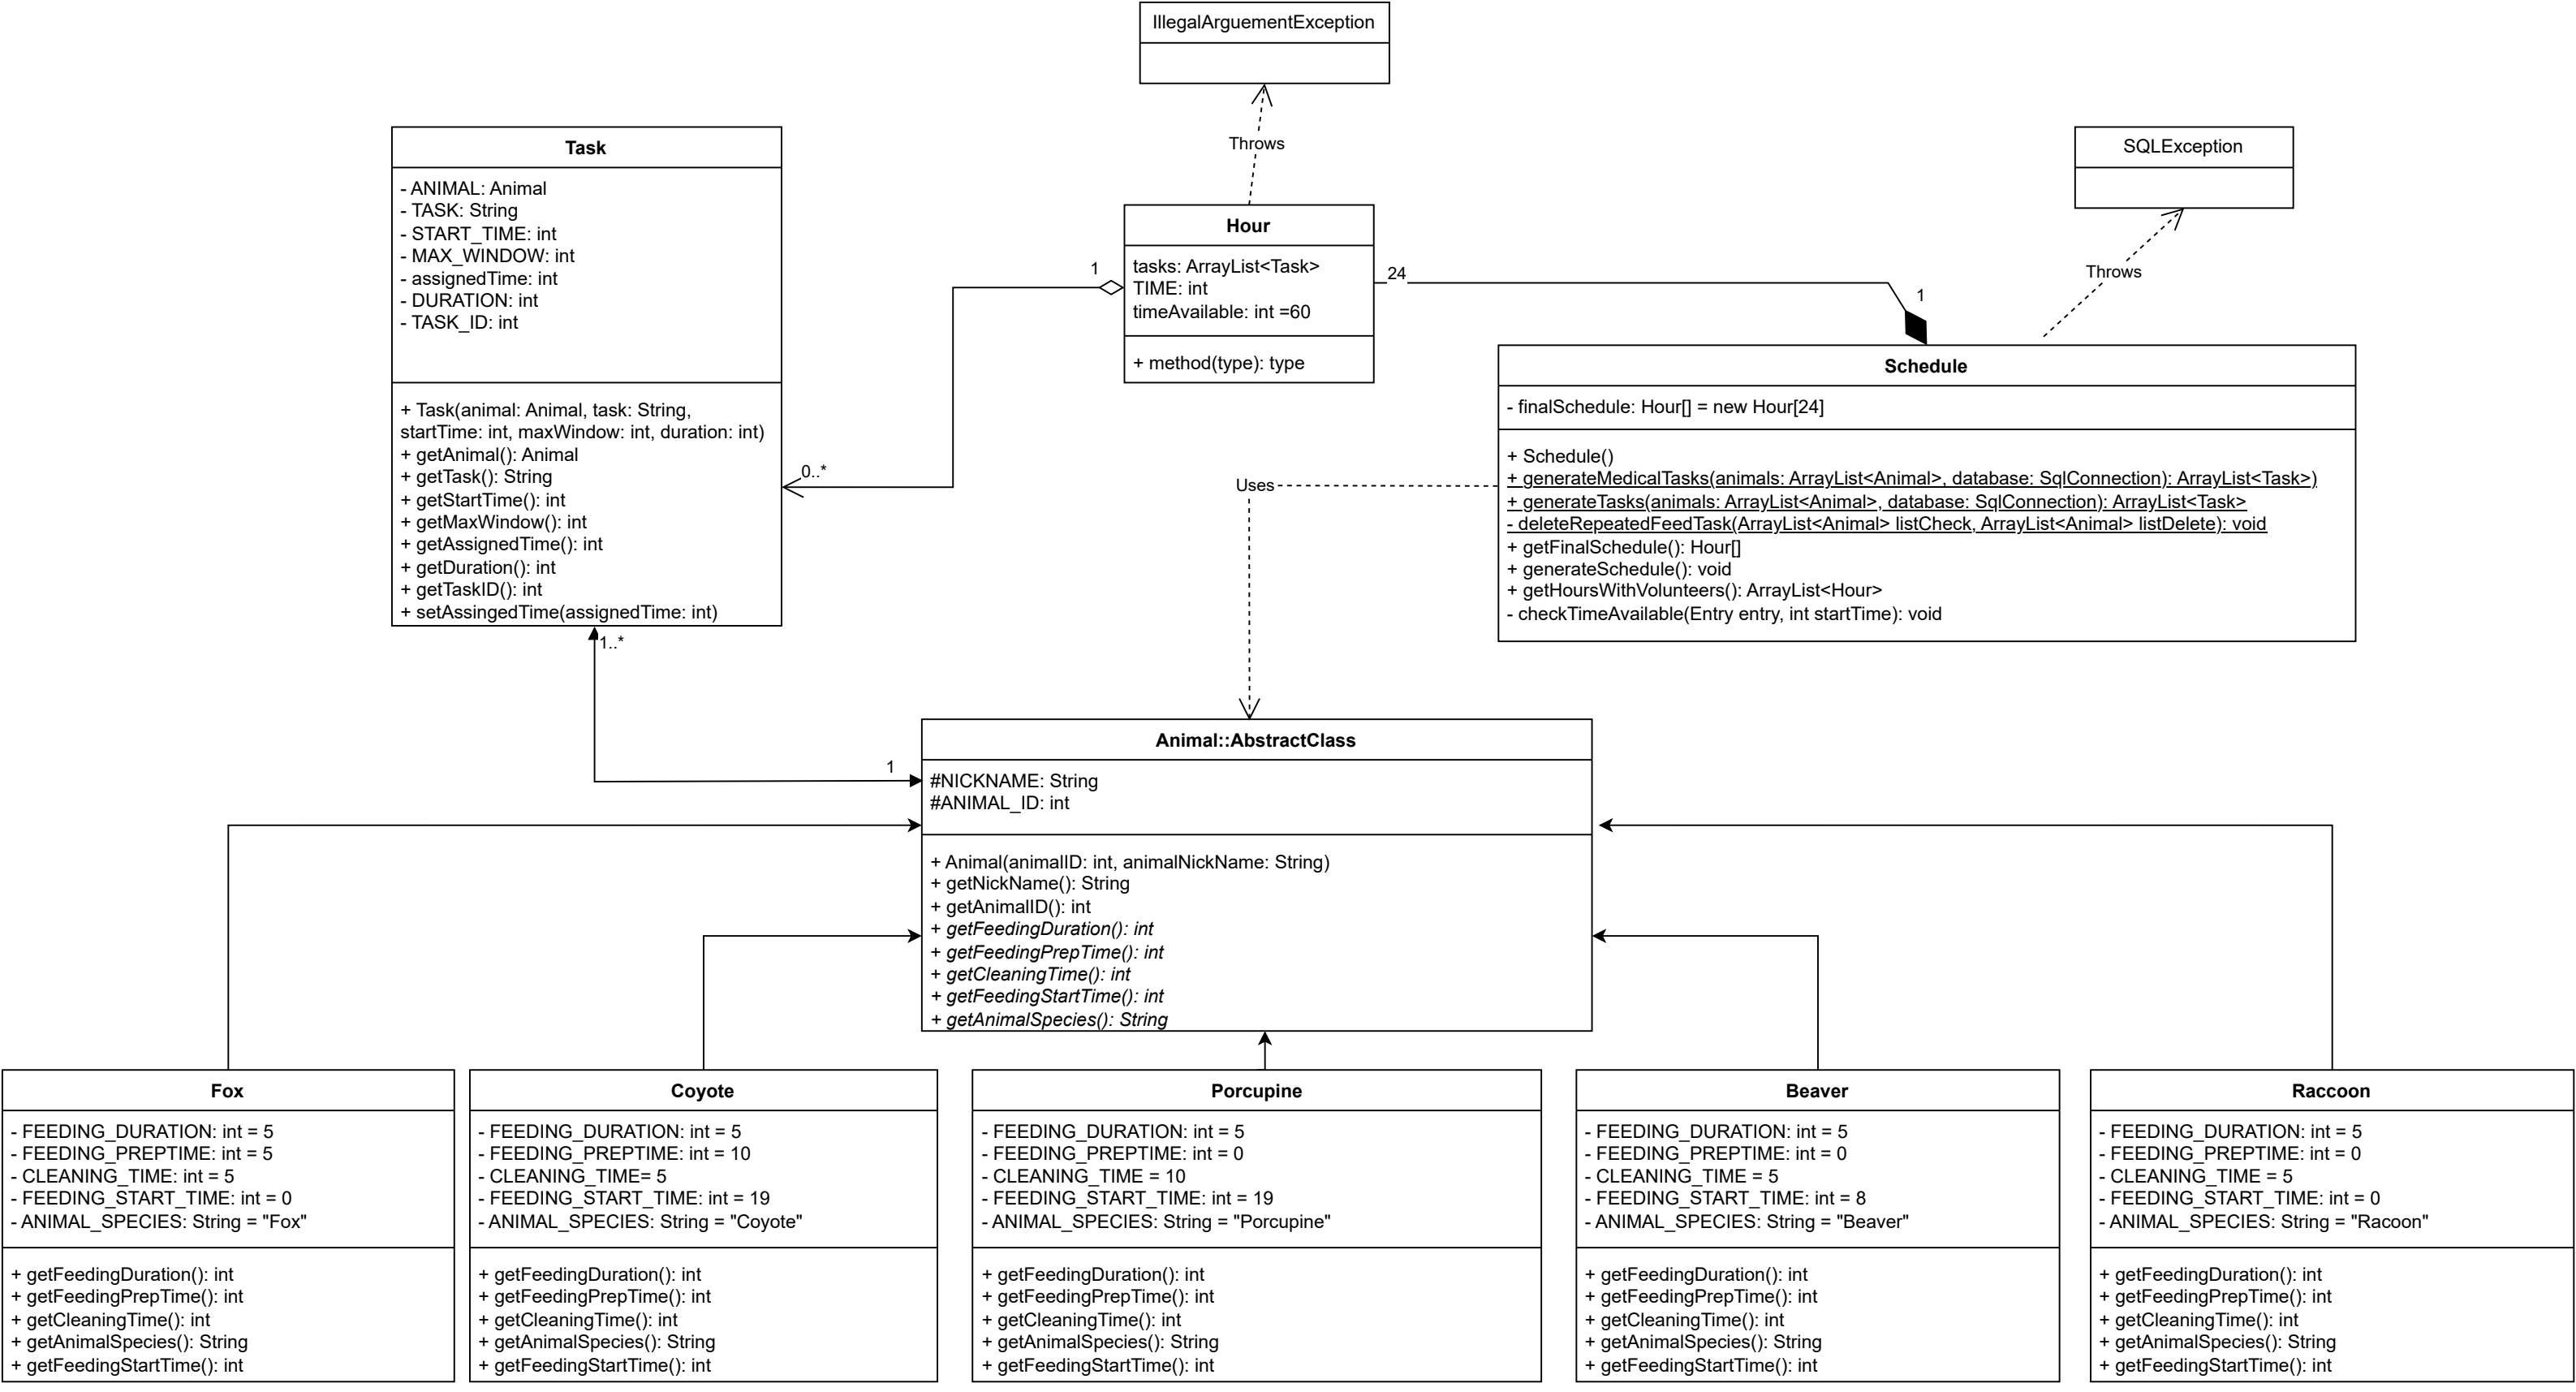 IllegalArguementException
Throws
Task
- ANIMAL: Animal
- TASK: String
- START_TIME: int
- MAX_WINDOW: int
- assignedTime: int
- DURATION: int
- TASK_ID: int
+ Task(animal: Animal, task: String,
startTime: int, maxWindow: int, duration: int)
+ getAnimal(): Animal
+ getTask(): String
+ getStartTime(): int
+ getMaxWindow(): int
+ getAssignedTime(): int
+ getDuration(): int
+ getTaskID(): int
+ setAssingedTime(assignedTime: int)
1
0..*
Hour
tasks: ArrayList<Task>
TIME: int
timeAvailable: int =60
+ method(type): type
24
1
SQLException
Throws
Schedule
- finalSchedule: Hour[] = new Hour[24]
+ Schedule()
+ generateMedicalTasks(animals: ArrayList<Animal>, database: SqlConnection): ArrayList<Task>)
+ generateTasks(animals: ArrayList<Animal>, database: SqlConnection): ArrayList<Task>
- deleteRepeatedFeedTask(ArrayList<Animal> listCheck, ArrayList<Animal> listDelete): void
+ getFinalSchedule(): Hour[]
+ generateSchedule(): void
+ getHoursWithVolunteers(): ArrayList<Hour>
- checkTimeAvailable(Entry entry, int startTime): void
Uses
1..*
1
Animal::AbstractClass
#NICKNAME: String
#ANIMAL_ID: int
+ Animal(animalID: int, animalNickName: String)
+ getNickName(): String
+ getAnimalID(): int
+ getFeedingDuration(): int
+ getFeedingPrepTime(): int
+ getCleaningTime(): int
+ getFeedingStartTime(): int
+ getAnimalSpecies(): String
Fox
- FEEDING_DURATION: int = 5
- FEEDING_PREPTIME: int = 5
- CLEANING_TIME: int = 5
- FEEDING_START_TIME: int = 0
- ANIMAL_SPECIES: String = "Fox"
+ getFeedingDuration(): int
+ getFeedingPrepTime(): int
+ getCleaningTime(): int
+ getAnimalSpecies(): String
+ getFeedingStartTime(): int
Coyote
- FEEDING_DURATION: int = 5
- FEEDING_PREPTIME: int = 10
- CLEANING_TIME= 5
- FEEDING_START_TIME: int = 19
- ANIMAL_SPECIES: String = "Coyote"
+ getFeedingDuration(): int
+ getFeedingPrepTime(): int
+ getCleaningTime(): int
+ getAnimalSpecies(): String
+ getFeedingStartTime(): int
Porcupine
- FEEDING_DURATION: int = 5
- FEEDING_PREPTIME: int = 0
- CLEANING_TIME = 10
- FEEDING_START_TIME: int = 19
- ANIMAL_SPECIES: String = "Porcupine"
+ getFeedingDuration(): int
+ getFeedingPrepTime(): int
+ getCleaningTime(): int
+ getAnimalSpecies(): String
+ getFeedingStartTime(): int
Beaver
- FEEDING_DURATION: int = 5
- FEEDING_PREPTIME: int = 0
- CLEANING_TIME = 5
- FEEDING_START_TIME: int = 8
- ANIMAL_SPECIES: String = "Beaver"
+ getFeedingDuration(): int
+ getFeedingPrepTime(): int
+ getCleaningTime(): int
+ getAnimalSpecies(): String
+ getFeedingStartTime(): int
Raccoon
- FEEDING_DURATION: int = 5
- FEEDING_PREPTIME: int = 0
- CLEANING_TIME = 5
- FEEDING_START_TIME: int = 0
- ANIMAL_SPECIES: String = "Racoon"
+ getFeedingDuration(): int
+ getFeedingPrepTime(): int
+ getCleaningTime(): int
+ getAnimalSpecies(): String
+ getFeedingStartTime(): int